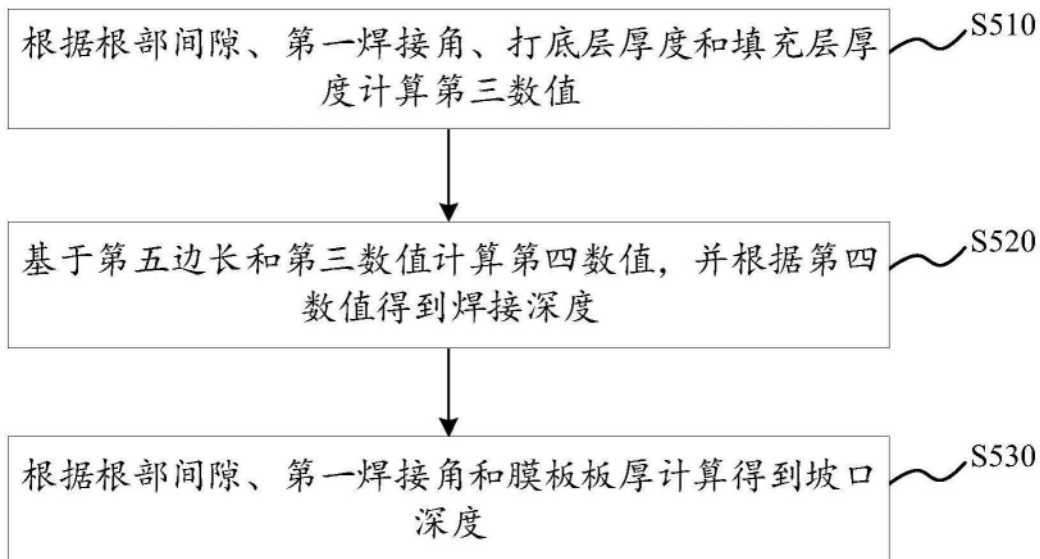 根据根部间隙、第一焊接角、打底层厚度和填充层厚
度计算第三数值
S510
基于第五边长和第三数值计算第四数值，并根据第四
数值得到焊接深度
S520
根据根部间隙、第一焊接角和膜板板厚计算得到坡口
深度
S530